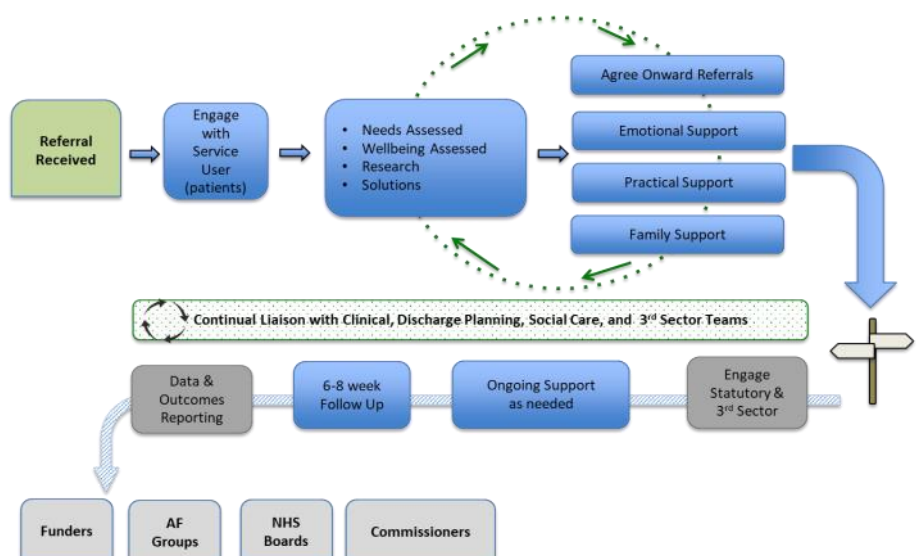 Referral
Received
Engage
with
Service
User
(patients)
• Needs Assessed
• Wellbeing Assessed
• Research
• Solutions
Agree Onward Referrals
Emotional Support
Practical Support
Family Support
Continual Liaison with Clinical, Discharge Planning, Social Care, and 3rd Sector Teams
Data &
Outcomes
Reporting
6-8 week
Follow Up
Ongoing Support
as needed
Engage
Statutory &
3rd Sector
Funders
AF
Groups
NHS
Boards
Commissioners